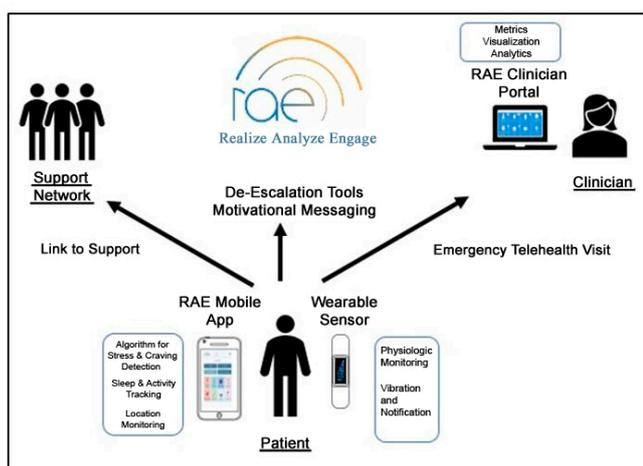 Metrics
Visualization
Analytics
RAE Clinician
Portal
rae
Realize Analyze Engage
Support
Network
Clinician
De-Escalation Tools
Motivational Messaging
Link to Support
Emergency Telehealth Visit
RAE Mobile
App
Wearable
Sensor
Algorithm for
Stress & Craving
Detection
Sleep & Activity
Tracking
Location
Monitoring
Physiologic
Monitoring
Vibration
and
Notification
Patient